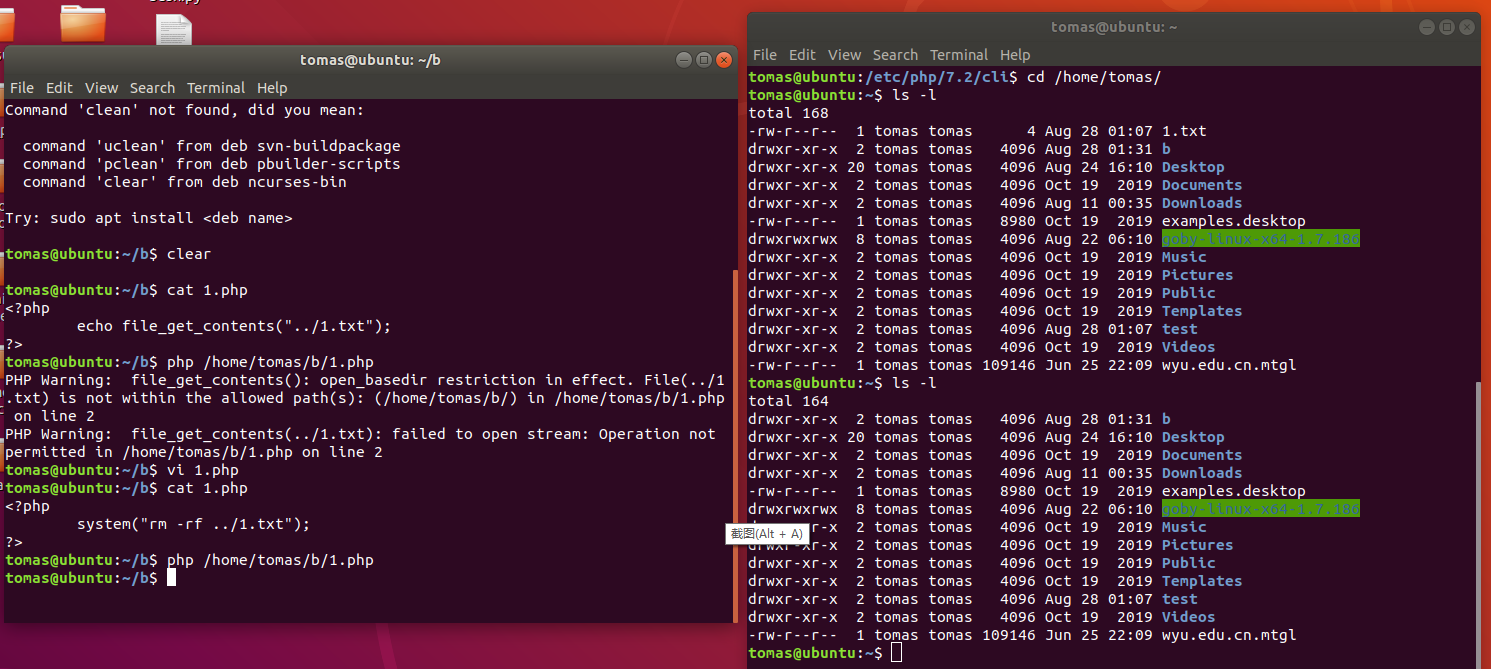 tomas@ubuntu: ~/b
File Edit View Search Terminal Help
Command 'clean' not found, did you mean:
command 'uclean' from deb svn-buildpackage
command 'pclean' from deb pbuilder-scripts
command 'clear' from deb ncurses-bin
Try: sudo apt install <deb name>
tomas@ubuntu:~/b$ clear
tomas@ubuntu:~/b$ cat 1.php
<?php
echo file_get_contents("../1.txt");
?>
tomas@ubuntu:~/b$ php /home/tomas/b/1.php
PHP Warning:  file_get_contents(): open_basedir restriction in effect. File(../1
.txt) is not within the allowed path(s): (/home/tomas/b/) in /home/tomas/b/1.php
on line 2
PHP Warning:  file_get_contents(../1.txt): failed to open stream: Operation not
permitted in /home/tomas/b/1.php on line 2
tomas@ubuntu:~/b$ vi 1.php
tomas@ubuntu:~/b$ cat 1.php
<?php
system("rm -rf ../1.txt");
?>
tomas@ubuntu:~/b$ php /home/tomas/b/1.php
tomas@ubuntu:~/b$
截图(Alt + A)
tomas@ubuntu: ~
File Edit View Search Terminal Help
tomas@ubuntu:/etc/php/7.2/cli$ cd /home/tomas/
tomas@ubuntu:~$ ls -l
total 168
-rw-r--r--  1 tomas tomas      4 Aug 28 01:07 1.txt
drwxr-xr-x  2 tomas tomas   4096 Aug 28 01:31 b
drwxr-xr-x 20 tomas tomas   4096 Aug 24 16:10 Desktop
drwxr-xr-x  2 tomas tomas   4096 Oct 19  2019 Documents
drwxr-xr-x  2 tomas tomas   4096 Aug 11 00:35 Downloads
-rw-r--r--  1 tomas tomas   8980 Oct 19  2019 examples.desktop
drwxrwxrwx  8 tomas tomas   4096 Aug 22 06:10 goby-linux-x64-1.7.186
drwxr-xr-x  2 tomas tomas   4096 Oct 19  2019 Music
drwxr-xr-x  2 tomas tomas   4096 Oct 19  2019 Pictures
drwxr-xr-x  2 tomas tomas   4096 Oct 19  2019 Public
drwxr-xr-x  2 tomas tomas   4096 Oct 19  2019 Templates
drwxr-xr-x  2 tomas tomas   4096 Aug 28 01:07 test
drwxr-xr-x  2 tomas tomas   4096 Oct 19  2019 Videos
-rw-r--r--  1 tomas tomas 109146 Jun 25 22:09 wyu.edu.cn.mtgl
tomas@ubuntu:~$ ls -l
total 164
drwxr-xr-x  2 tomas tomas   4096 Aug 28 01:31 b
drwxr-xr-x 20 tomas tomas   4096 Aug 24 16:10 Desktop
drwxr-xr-x  2 tomas tomas   4096 Oct 19  2019 Documents
drwxr-xr-x  2 tomas tomas   4096 Aug 11 00:35 Downloads
-rw-r--r--  1 tomas tomas   8980 Oct 19  2019 examples.desktop
drwxrwxrwx  8 tomas tomas   4096 Aug 22 06:10 goby-linux-x64-1.7.186
drwxr-xr-x  2 tomas tomas   4096 Oct 19  2019 Music
drwxr-xr-x  2 tomas tomas   4096 Oct 19  2019 Pictures
drwxr-xr-x  2 tomas tomas   4096 Oct 19  2019 Public
drwxr-xr-x  2 tomas tomas   4096 Oct 19  2019 Templates
drwxr-xr-x  2 tomas tomas   4096 Aug 28 01:07 test
drwxr-xr-x  2 tomas tomas   4096 Oct 19  2019 Videos
-rw-r--r--  1 tomas tomas 109146 Jun 25 22:09 wyu.edu.cn.mtgl
tomas@ubuntu:~$